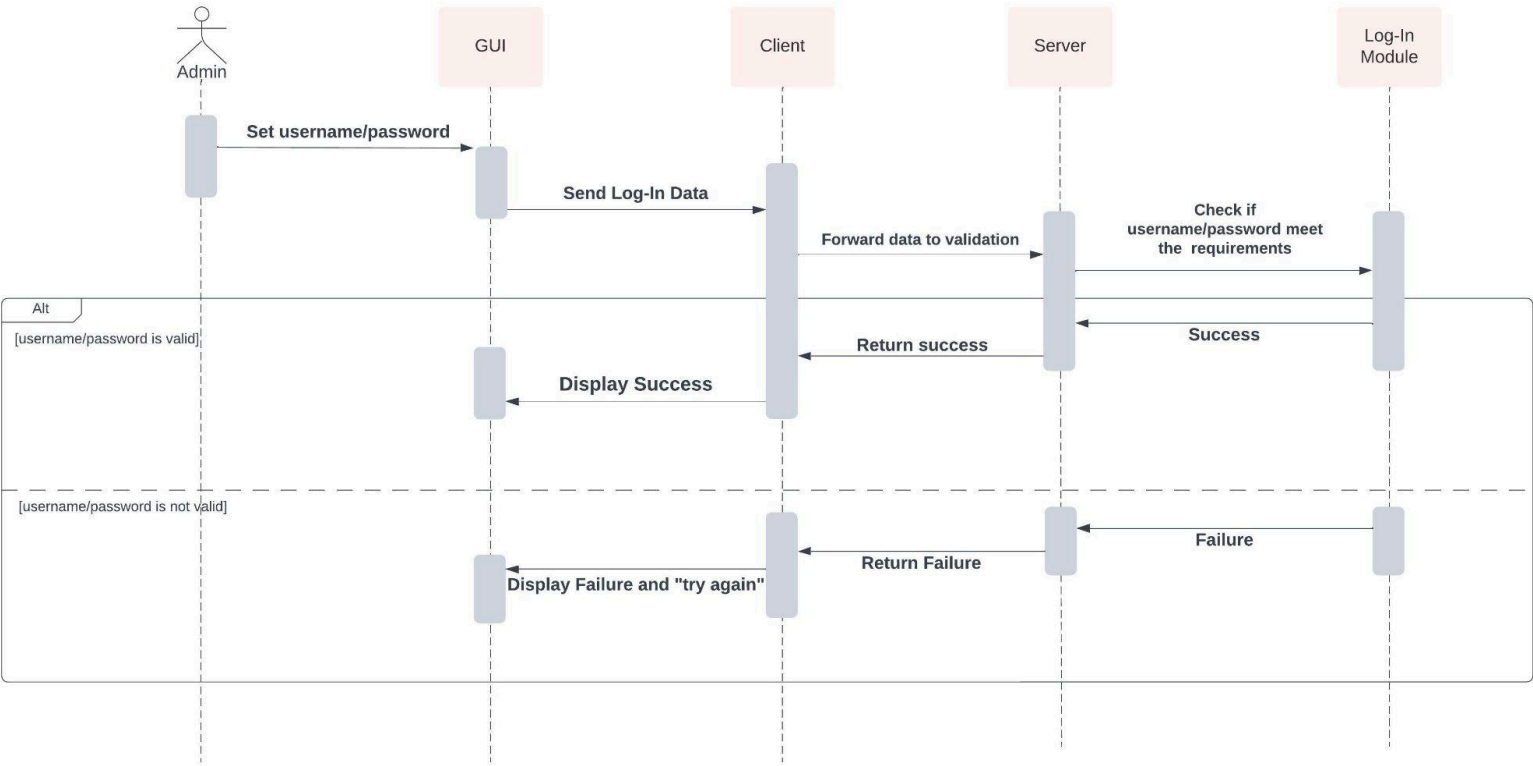 Admin
GUI
Client
Server
Log-In
Module
Set username/password
Send Log-In Data
Forward data to validation
Check if
username/password meet
the requirements
Alt
[username/password is valid]
Success
Return success
Display Success
[username/password is not valid]
Failure
Return Failure
Display Failure and "try again"